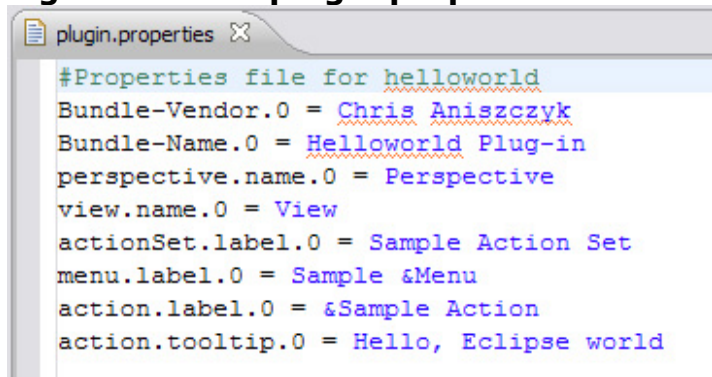 plugin.properties
#Properties file for helloworld
Bundle-Vendor.0 = Chris Aniszczyk
Bundle-Name.0 = Helloworld Plug-in
perspective.name.0 = Perspective
view.name.0 = View
actionSet.label.0 = Sample Action Set
menu.label.0 = Sample &Menu
action.label.0 = &Sample Action
action.tooltip.0 = Hello, Eclipse world